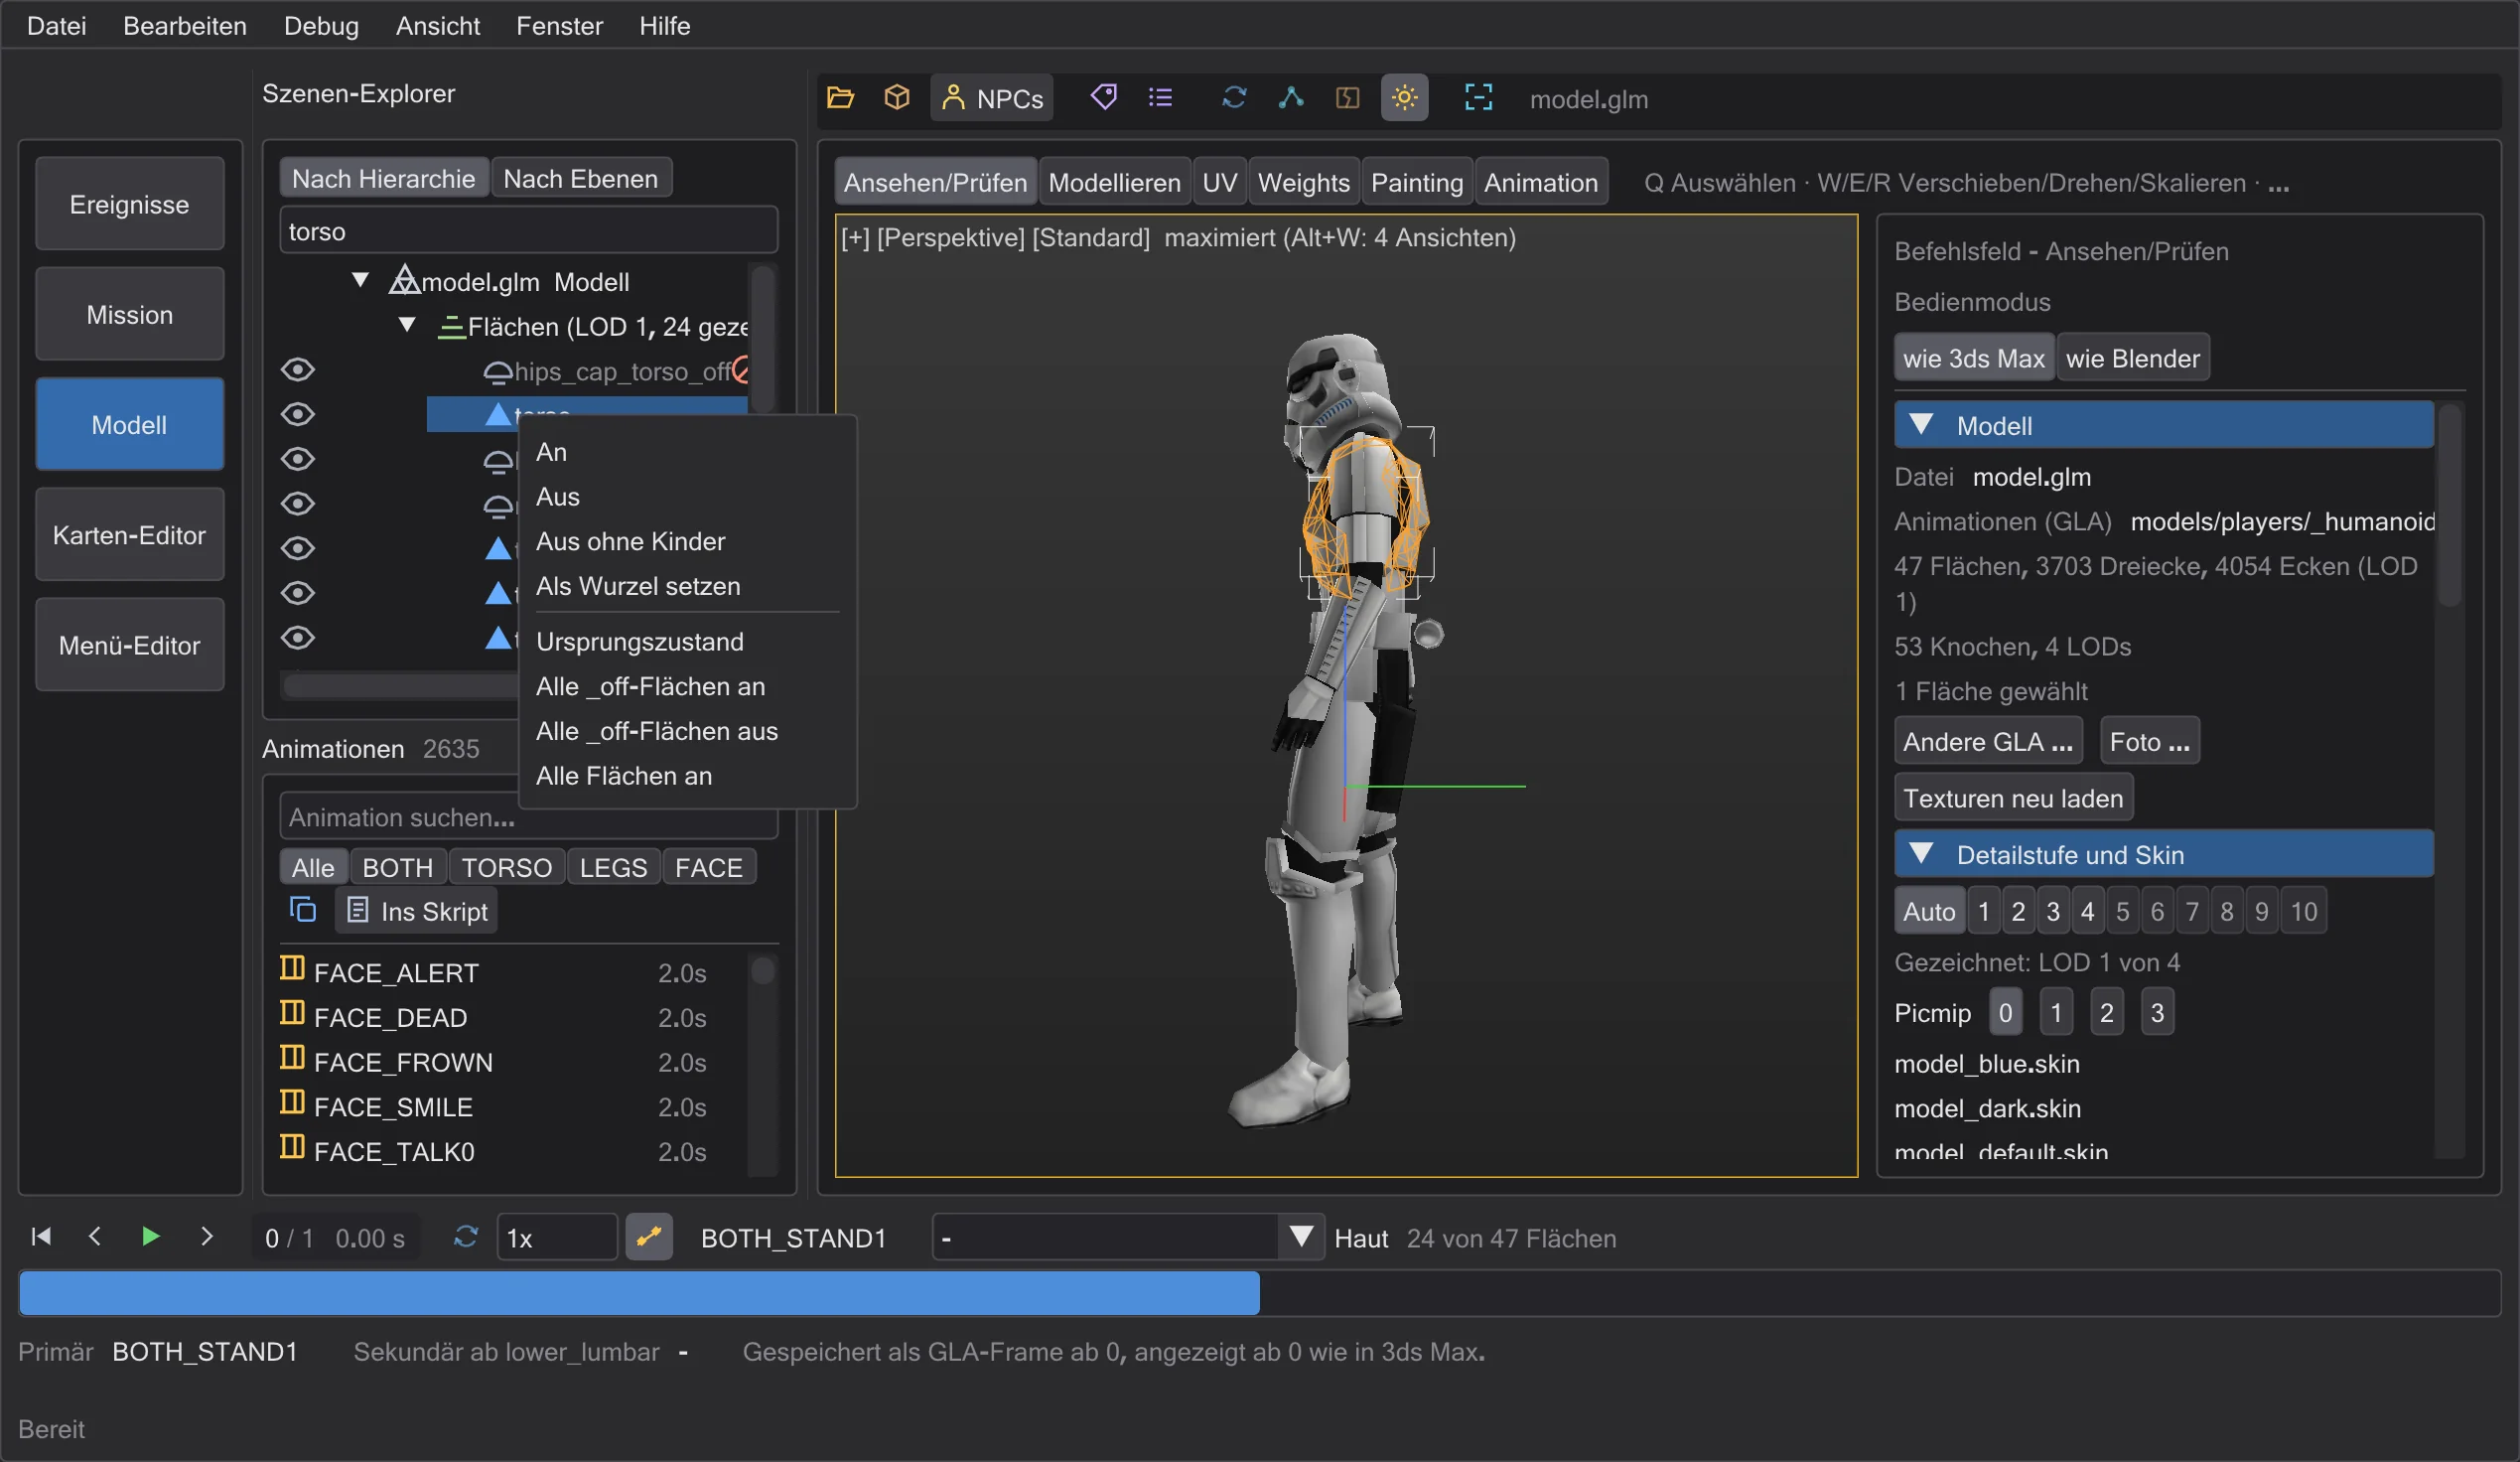 Datei Bearbeiten Debug Ansicht Fenster Hilfe
Szenen-Explorer
NPCs
model.glm
Ereignisse
Mission
Modell
Karten-Editor
Menü-Editor
Nach Hierarchie Nach Ebenen
torso
model.glm Modell
Flächen (LOD 1, 24 geze
hips_cap_torso_off
An
Aus
Aus ohne Kinder
Als Wurzel setzen
Ursprungszustand
Alle _off-Flächen an
Alle _off-Flächen aus
Alle Flächen an
Animationen 2635
Animation suchen...
Alle BOTH TORSO LEGS FACE
Ins Skript
FACE_ALERT 2.0s
FACE_DEAD 2.0s
FACE_FROWN 2.0s
FACE_SMILE 2.0s
FACE_TALK0 2.0s
Ansehen/Prüfen Modellieren UV Weights Painting Animation Q Auswählen · W/E/R Verschieben/Drehen/Skalieren · ...
[+] [Perspektive] [Standard] maximiert (Alt+W: 4 Ansichten)
Befehlsfeld - Ansehen/Prüfen
Bedienmodus
wie 3ds Max wie Blender
Modell
Datei model.glm
Animationen (GLA) models/players/_humanoid
47 Flächen, 3703 Dreiecke, 4054 Ecken (LOD
1)
53 Knochen, 4 LODs
1 Fläche gewählt
Andere GLA ... Foto ...
Texturen neu laden
Detailstufe und Skin
Auto 1 2 3 4 5 6 7 8 9 10
Gezeichnet: LOD 1 von 4
Picmip 0 1 2 3
model_blue.skin
model_dark.skin
model_default.skin
0 / 1 0.00 s 1x BOTH_STAND1 - Haut 24 von 47 Flächen
Primär BOTH_STAND1 Sekundär ab lower_lumbar - Gespeichert als GLA-Frame ab 0, angezeigt ab 0 wie in 3ds Max.
Bereit